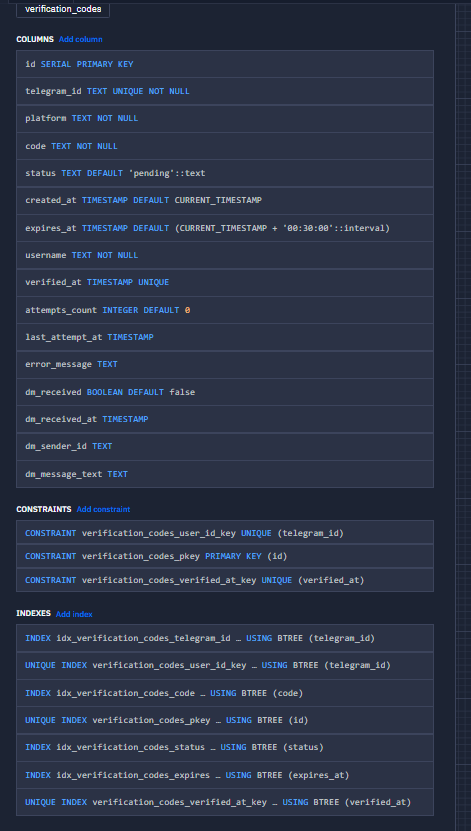 verification_codes
COLUMNS Add column
id SERIAL PRIMARY KEY
telegram_id TEXT UNIQUE NOT NULL
platform TEXT NOT NULL
code TEXT NOT NULL
status TEXT DEFAULT 'pending'::text
created_at TIMESTAMP DEFAULT CURRENT_TIMESTAMP
expires_at TIMESTAMP DEFAULT (CURRENT_TIMESTAMP + '00:30:00'::interval)
username TEXT NOT NULL
verified_at TIMESTAMP UNIQUE
attempts_count INTEGER DEFAULT 0
last_attempt_at TIMESTAMP
error_message TEXT
dm_received BOOLEAN DEFAULT false
dm_received_at TIMESTAMP
dm_sender_id TEXT
dm_message_text TEXT
CONSTRAINTS Add constraint
CONSTRAINT verification_codes_user_id_key UNIQUE (telegram_id)
CONSTRAINT verification_codes_pkey PRIMARY KEY (id)
CONSTRAINT verification_codes_verified_at_key UNIQUE (verified_at)
INDEXES Add index
INDEX idx_verification_codes_telegram_id … USING BTREE (telegram_id)
UNIQUE INDEX verification_codes_user_id_key … USING BTREE (telegram_id)
INDEX idx_verification_codes_code … USING BTREE (code)
UNIQUE INDEX verification_codes_pkey … USING BTREE (id)
INDEX idx_verification_codes_status … USING BTREE (status)
INDEX idx_verification_codes_expires … USING BTREE (expires_at)
UNIQUE INDEX verification_codes_verified_at_key … USING BTREE (verified_at)